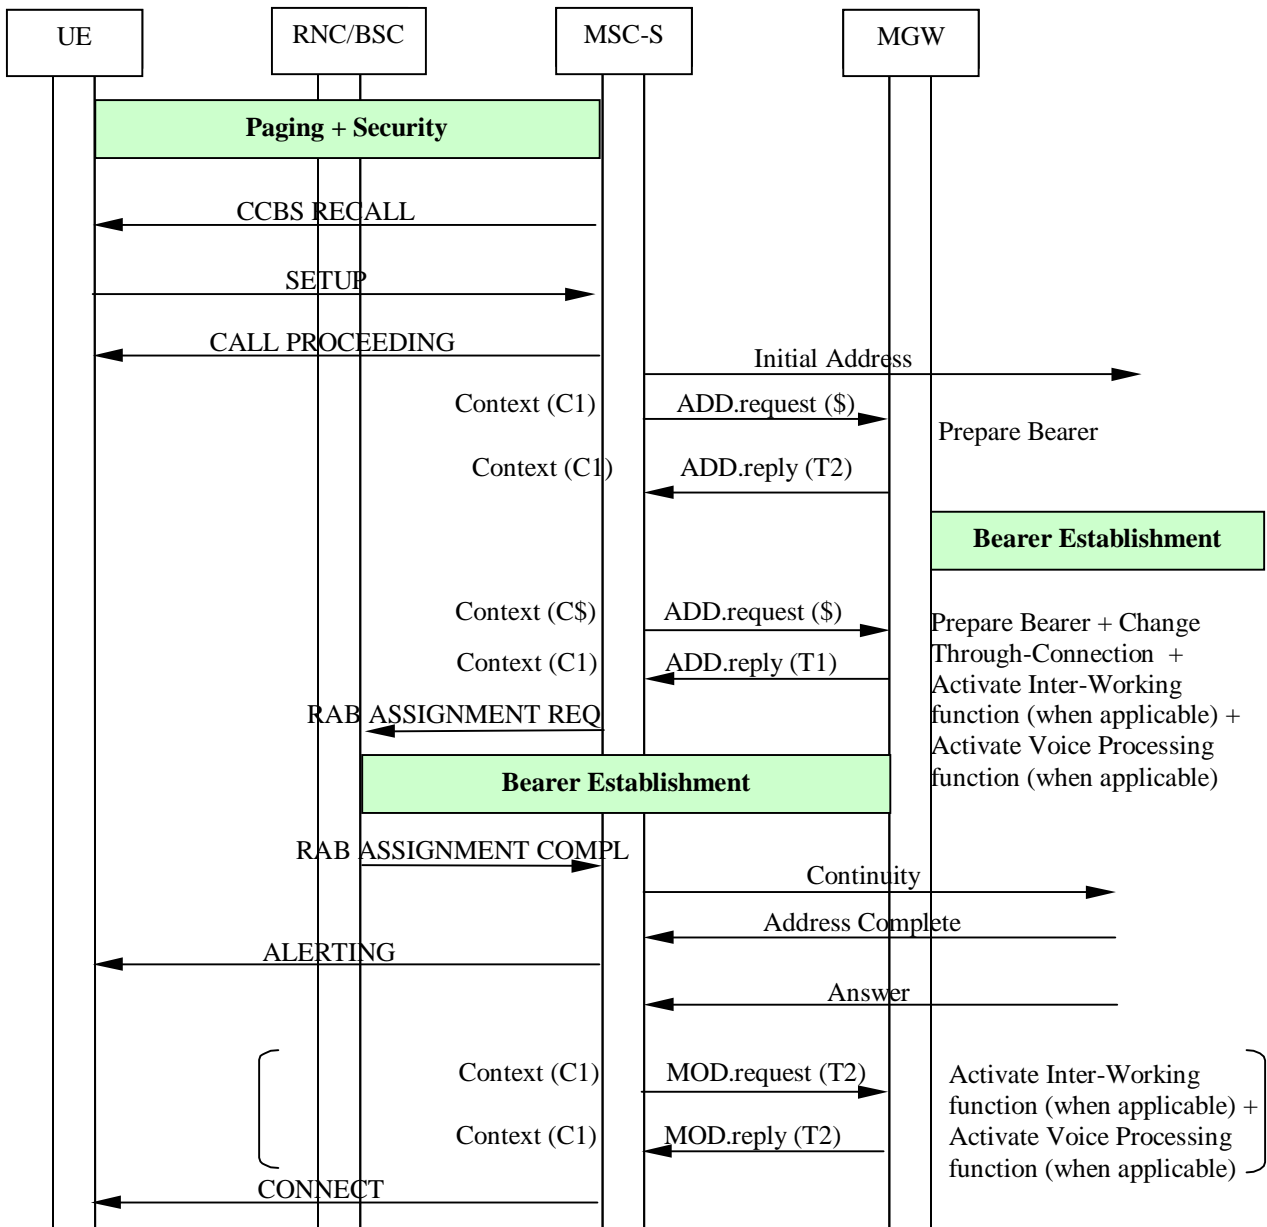 UE
RNC/BSC
MSC-S
MGW
Paging + Security
CCBS RECALL
SETUP
CALL PROCEEDING
Initial Address
Context (C1)
ADD.request ($)
Prepare Bearer
Context (C1)
ADD.reply (T2)
Bearer Establishment
Context (C$)
ADD.request ($)
Prepare Bearer + Change
Through-Connection +
Activate Inter-Working
function (when applicable) +
Activate Voice Processing
function (when applicable)
Context (C1)
ADD.reply (T1)
RAB ASSIGNMENT REQ
Bearer Establishment
RAB ASSIGNMENT COMPL
Continuity
Address Complete
ALERTING
Answer
Context (C1)
MOD.request (T2)
Activate Inter-Working
function (when applicable) +
Activate Voice Processing
function (when applicable)
Context (C1)
MOD.reply (T2)
CONNECT